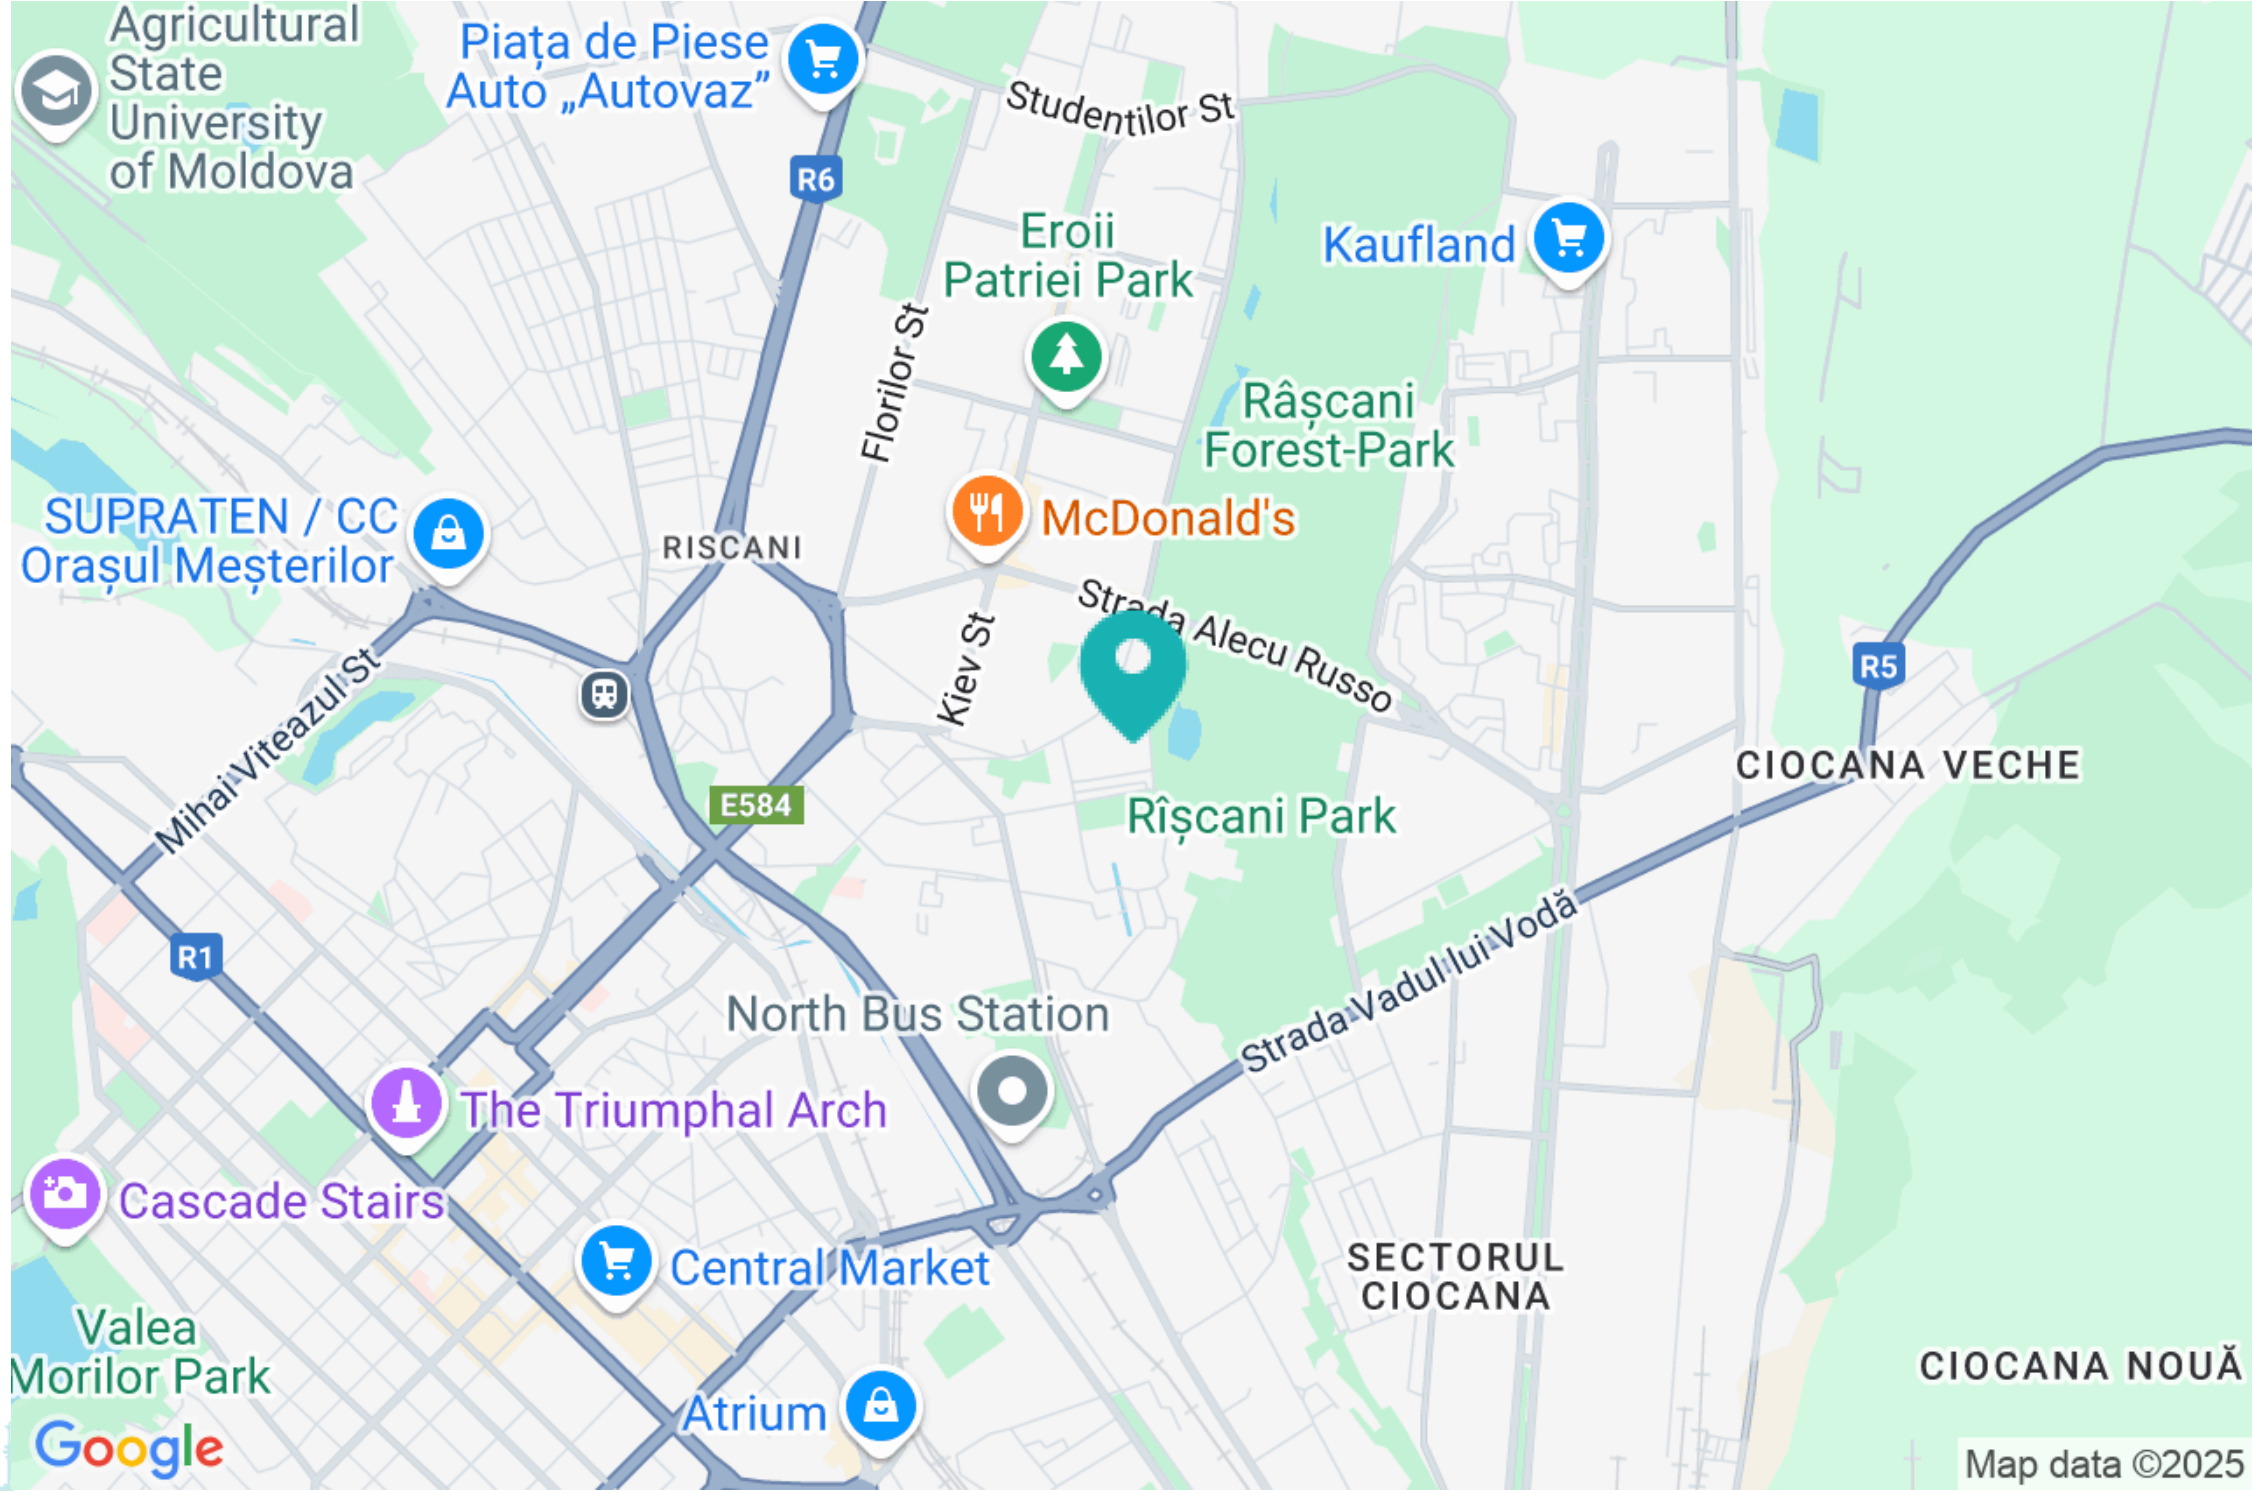 Agricultural
State
University
of Moldova
Piața de Piese
Auto „Autovaz”
R6
Studentilor St
Eroii
Patriei Park
Kaufland
Florilor St
Râșcani
Forest-Park
SUPRATEN / CC
Orașul Meșterilor
RISCANI
McDonald's
Strada Alecu Russo
Kiev St
Mihai Viteazul St
R5
CIOCANA VECHE
E584
Rîșcani Park
R1
Strada Vadul lui Vodă
North Bus Station
The Triumphal Arch
Cascade Stairs
Central Market
SECTORUL
CIOCANA
Valea
Morilor Park
CIOCANA NOUĂ
Atrium
Google
Map data ©2025